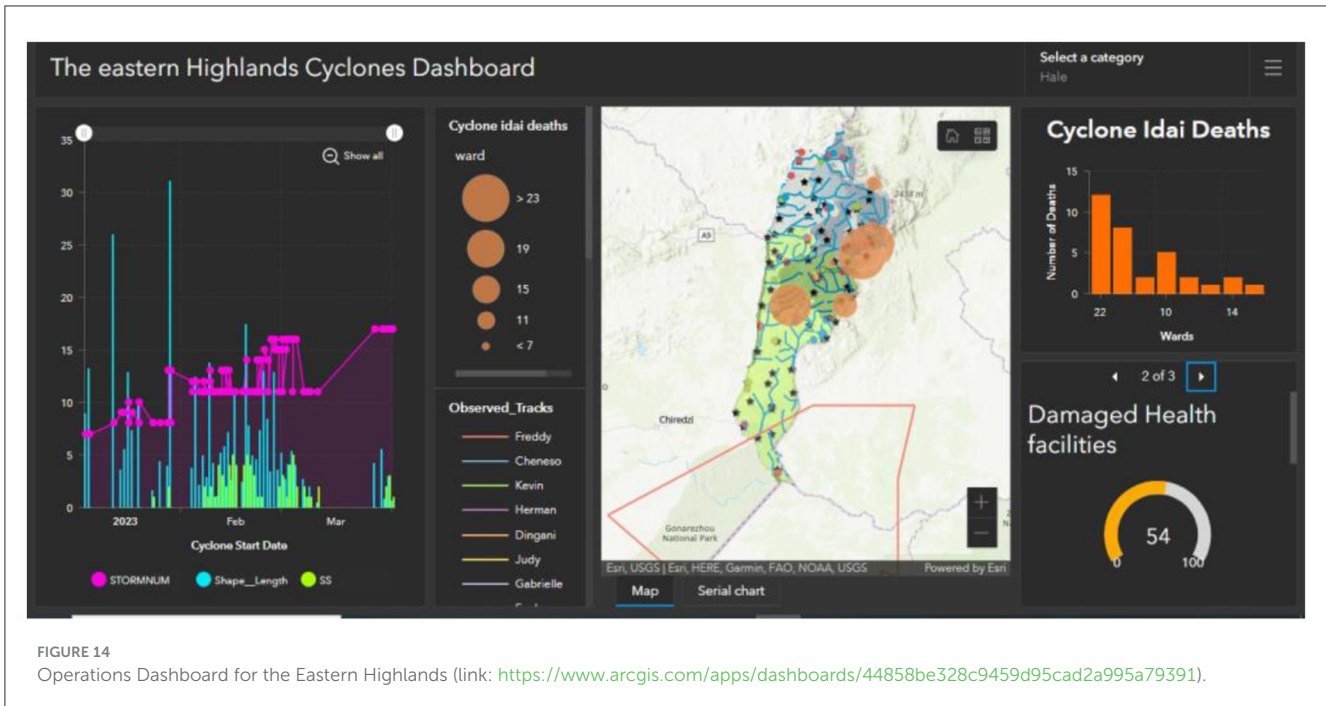 The eastern Highlands Cyclones Dashboard
Select a category
Hale
35
30
25
20
15
10
5
0
Show all
2023
Feb
Mar
Cyclone Start Date
STORMNUM
Shape__Length
SS
Cyclone idai deaths
ward
> 23
19
15
11
< 7
Observed_Tracks
Freddy
Cheneso
Kevin
Herman
Dingani
Judy
Gabrielle
2438 m
A9
Chiredzi
Gonarezhou
National Park
+
−
Esri, USGS | Esri, HERE, Garmin, FAO, NOAA, USGS
Powered by Esri
Map
Serial chart
Cyclone Idai Deaths
Number of Deaths
15
10
5
0
22
10
14
Wards
2 of 3
Damaged Health
facilities
54
0
100
FIGURE 14
Operations Dashboard for the Eastern Highlands (link: https://www.arcgis.com/apps/dashboards/44858be328c9459d95cad2a995a79391).